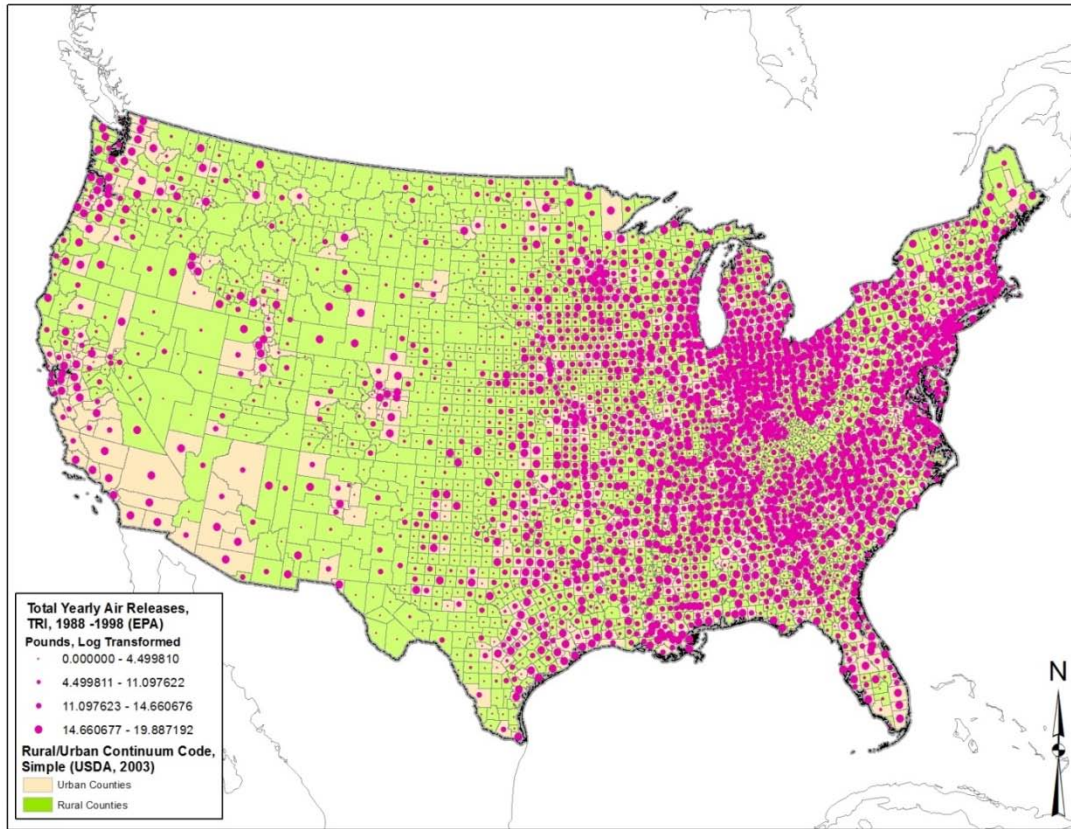 N
Total Yearly Air Releases,
TRI, 1988 -1998 (EPA)
Pounds, Log Transformed
0.000000 - 4.499810
4.499811 - 11.097622
11.097623 - 14.660676
14.660677 - 19.887192
Rural/Urban Continuum Code,
Simple (USDA, 2003)
Urban Counties
Rural Counties